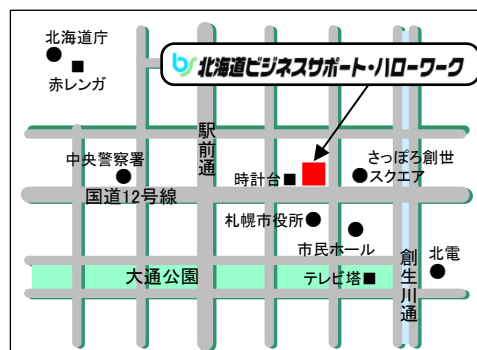 北海道庁
赤レンガ
北海道ビジネスサポート・ハローワーク
駅前通
中央警察署
時計台
さっぽろ創世
スクエア
国道12号線
札幌市役所
市民ホール
大通公園
テレビ塔
創生川通
北電